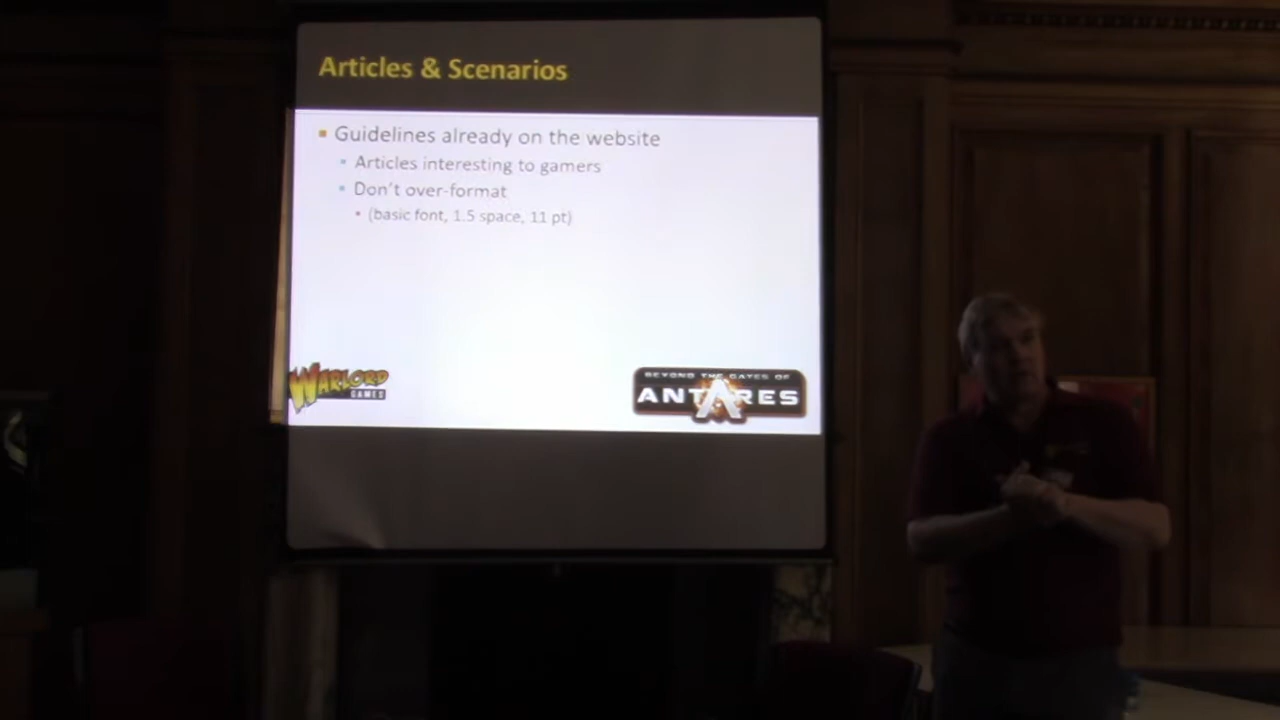 Articles & Scenarios
Guidelines already on the website
Articles interesting to gamers
Don't over-format
(basic font, 1.5 space, 11 pt)
WARLORD
GAMES
BEYOND THE GATES OF
ANTARES